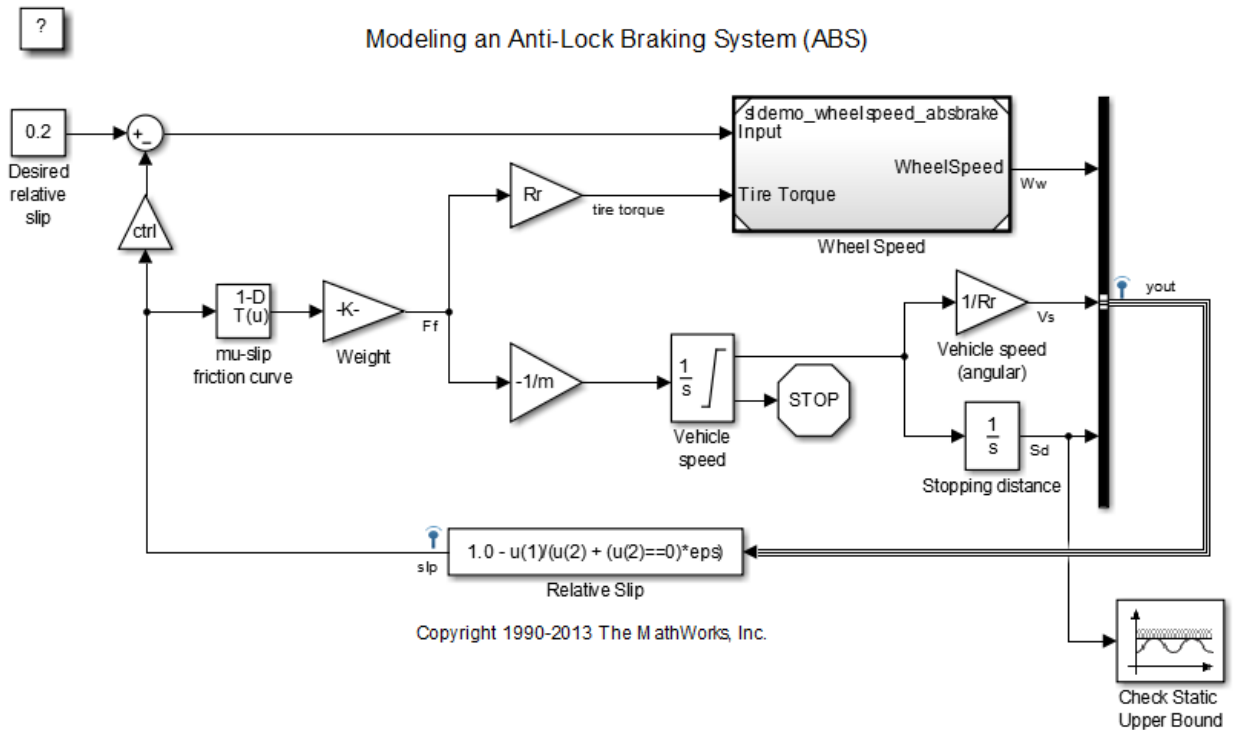 ?
Modeling an Anti-Lock Braking System (ABS)
0.2
Desired
relative
slip
+
−
ctrl
1-D
T(u)
mu-slip
friction curve
-K-
Weight
Ff
Rr
tire torque
-1/m
sldemo_wheelspeed_absbrake
Input
WheelSpeed
Tire Torque
Wheel Speed
Ww
1
s
Vehicle
speed
STOP
1/Rr
Vs
Vehicle speed
(angular)
1
s
Sd
Stopping distance
yout
1.0 - u(1)/(u(2) + (u(2)==0)*eps)
slp
Relative Slip
Copyright 1990-2013 The MathWorks, Inc.
Check Static
Upper Bound